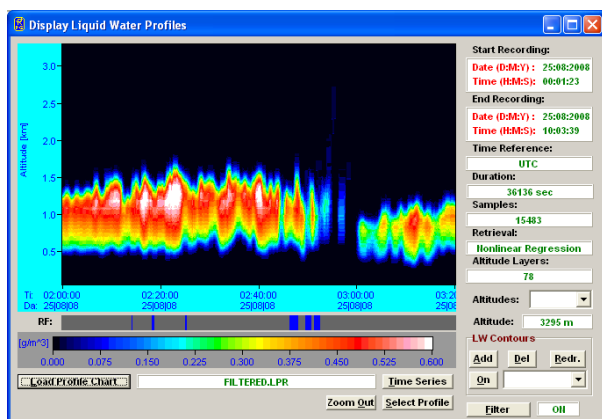 Display Liquid Water Profiles
Start Recording:
Date (D:M:Y) : 25:08:2008
Time (H:M:S) : 00:01:23
End Recording:
Date (D:M:Y) : 25:08:2008
Time (H:M:S) : 10:03:39
Time Reference:
UTC
Duration:
36136 sec
Samples:
15483
Retrieval:
Nonlinear Regression
Altitude Layers:
78
Altitudes:
Altitude: 3295 m
LW Contours
Add Del Redr.
On
Filter ON
Altitude [km]
3.0
2.5
2.0
1.5
1.0
0.5
Ti: 02:00:00 02:20:00 02:40:00 03:00:00 03:20
Da: 25|08|08 25|08|08 25|08|08 25|08|08 25|08
RF:
[g/m^3]
0.000 0.075 0.150 0.225 0.300 0.375 0.450 0.525 0.600
Load Profile Chart FILTERED.LPR Time Series
Zoom Out Select Profile